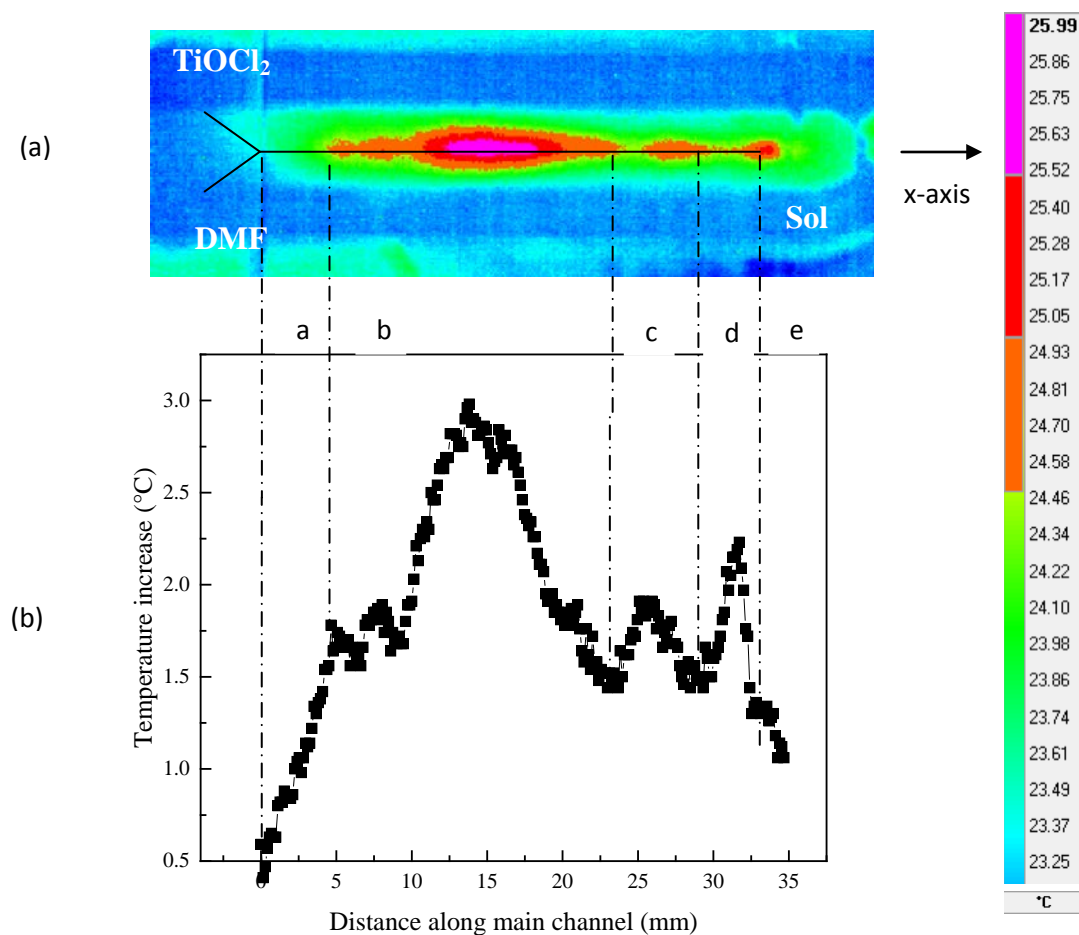 (a)
TiOCl₂
DMF
Sol
x-axis
25.99
25.86
25.75
25.63
25.52
25.40
25.28
25.17
25.05
24.93
24.81
24.70
24.58
24.46
24.34
24.22
24.10
23.98
23.86
23.74
23.61
23.49
23.37
23.25
°C
(b)
a b c d e
Temperature increase (°C)
3.0
2.5
2.0
1.5
1.0
0.5
0 5 10 15 20 25 30 35
Distance along main channel (mm)